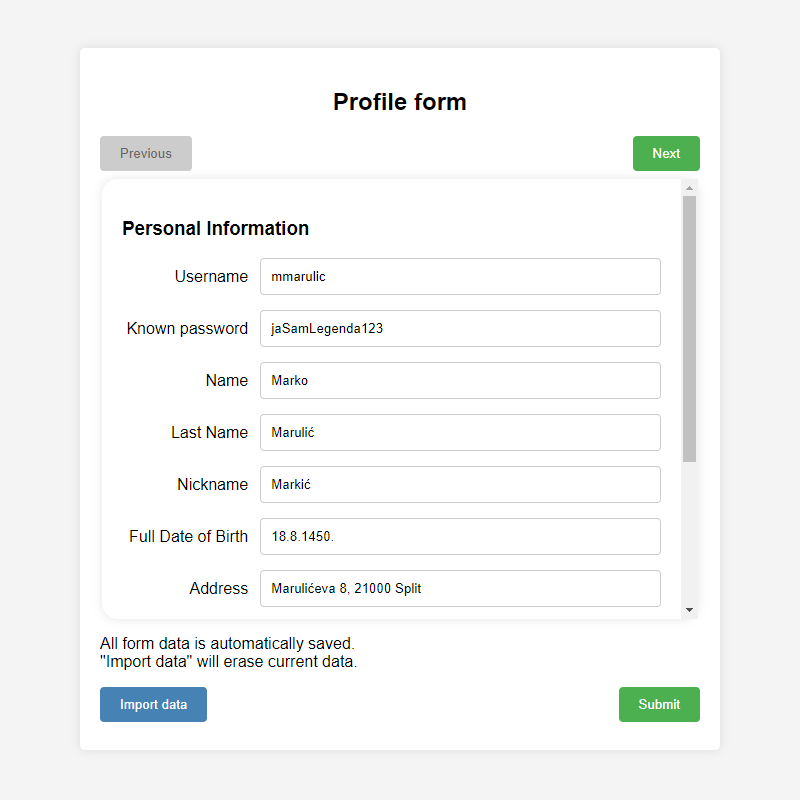 Profile form
Previous
Next
Personal Information
Username mmarulic
Known password jaSamLegenda123
Name Marko
Last Name Marulić
Nickname Markić
Full Date of Birth 18.8.1450.
Address Marulićeva 8, 21000 Split
All form data is automatically saved.
"Import data" will erase current data.
Import data
Submit